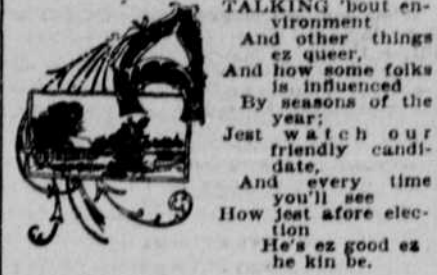 A
TALKING 'bout en-
vironment
And other things
ez queer,
And how some folks
is influenced
By seasons of the
year;
Jest watch our
friendly candi-
date,
And every time
you'll see
How jest afore elec-
tion
He's ez good ez
he kin be.